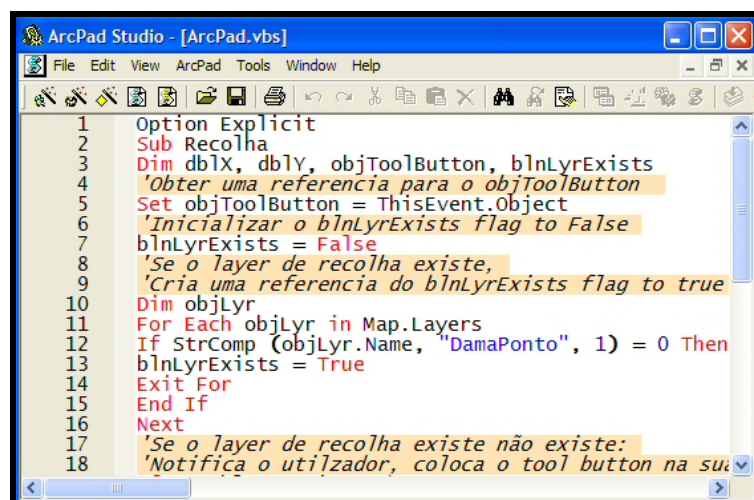 ArcPad Studio - [ArcPad.vbs]
File Edit View ArcPad Tools Window Help
1 Option Explicit
2 Sub Recolha
3 Dim dblX, dblY, objToolButton, blnLyrExists
4 'Obter uma referencia para o objToolButton
5 Set objToolButton = ThisEvent.Object
6 'Inicializar o blnLyrExists flag to False
7 blnLyrExists = False
8 'Se o layer de recolha existe,
9 'Cria uma referencia do blnLyrExists flag to true
10 Dim objLyr
11 For Each objLyr in Map.Layers
12 If StrComp (objLyr.Name, "DamaPonto", 1) = 0 Then
13 blnLyrExists = True
14 Exit For
15 End If
16 Next
17 'Se o layer de recolha existe não existe:
18 'Notifica o utilzador, coloca o tool button na sua